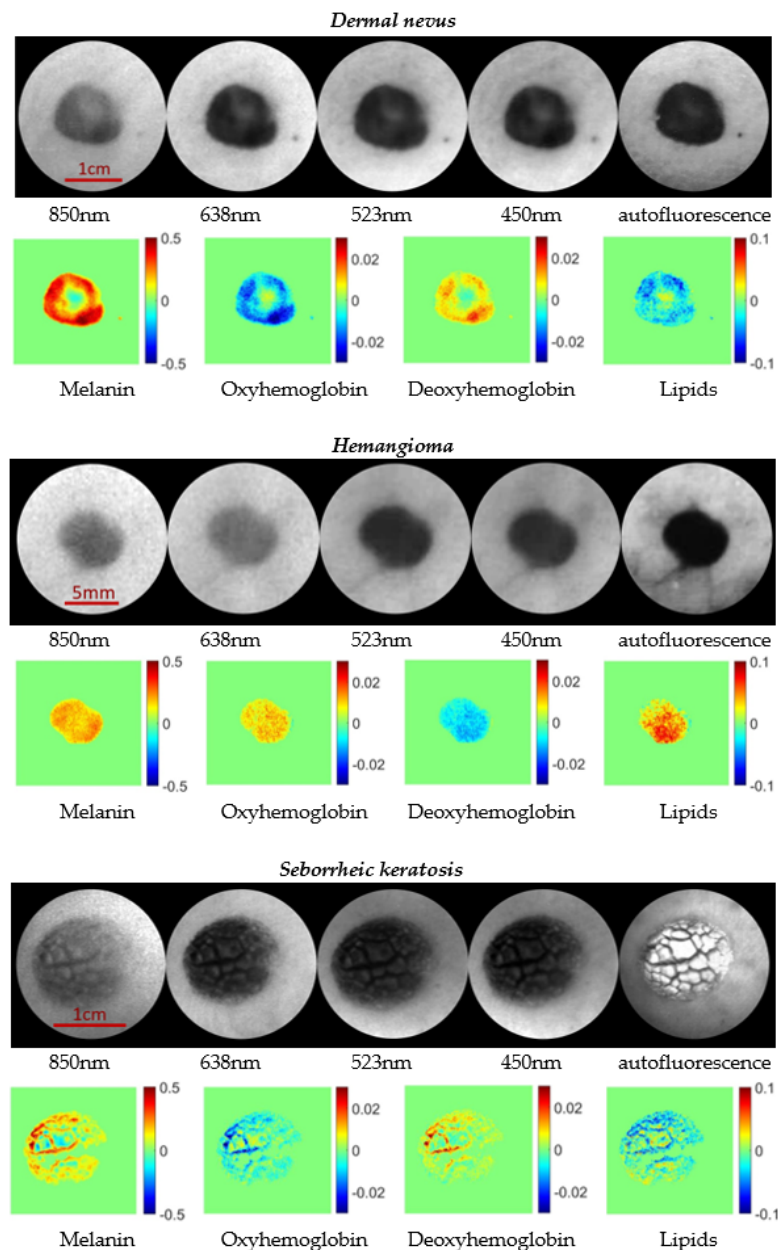 Dermal nevus
1cm
850nm 638nm 523nm 450nm autofluorescence
0.5 0.02 0.02 0.1
0 0 0 0
-0.5 -0.02 -0.02 -0.1
Melanin Oxyhemoglobin Deoxyhemoglobin Lipids
Hemangioma
5mm
850nm 638nm 523nm 450nm autofluorescence
0.5 0.02 0.02 0.1
0 0 0 0
-0.5 -0.02 -0.02 -0.1
Melanin Oxyhemoglobin Deoxyhemoglobin Lipids
Seborrheic keratosis
1cm
850nm 638nm 523nm 450nm autofluorescence
0.5 0.02 0.02 0.1
0 0 0 0
-0.5 -0.02 -0.02 -0.1
Melanin Oxyhemoglobin Deoxyhemoglobin Lipids